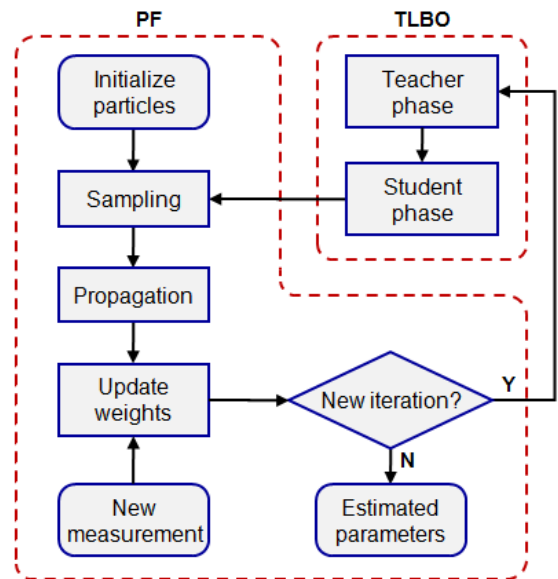 PF
TLBO
Initialize
particles
Teacher
phase
Sampling
Student
phase
Propagation
Update
weights
New iteration?
Y
N
New
measurement
Estimated
parameters